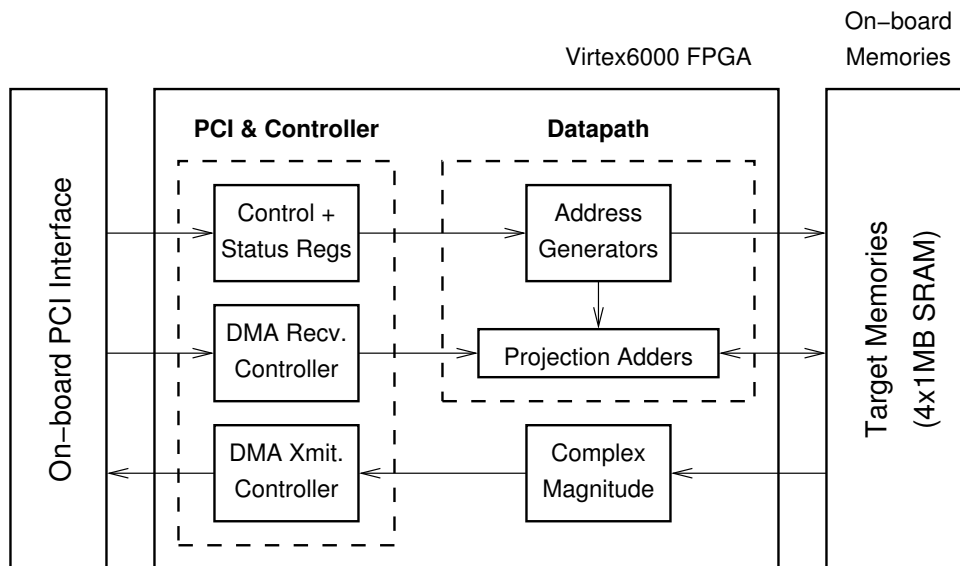 On-board
Virtex6000 FPGA
Memories
PCI & Controller
Datapath
On-board PCI Interface
Control +
Status Regs
Address
Generators
DMA Recv.
Controller
Projection Adders
DMA Xmit.
Controller
Complex
Magnitude
Target Memories
(4x1MB SRAM)